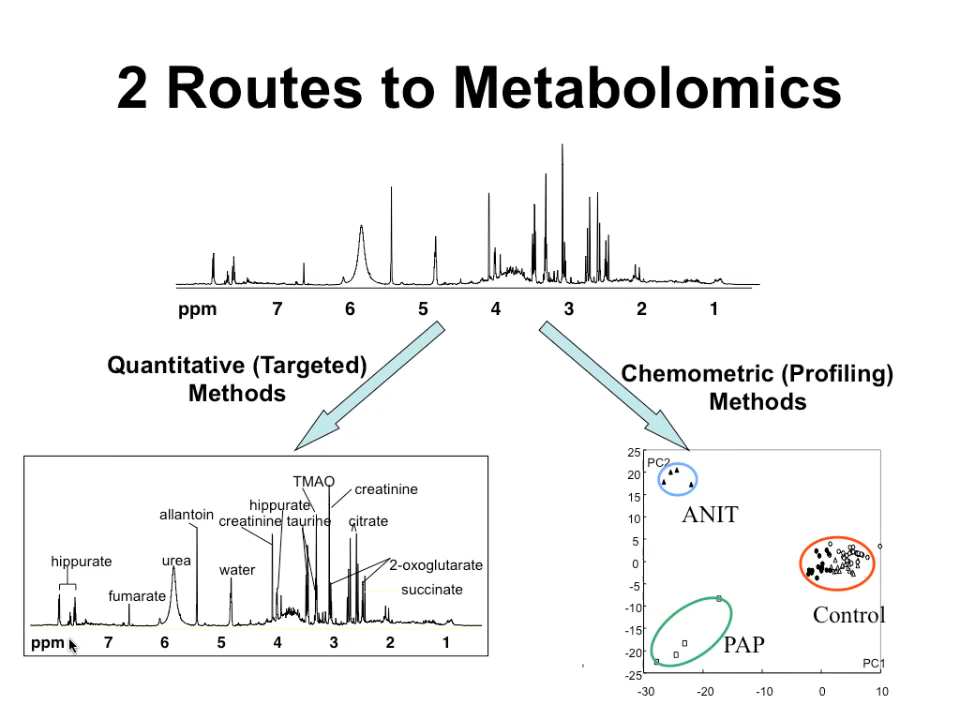 2 Routes to Metabolomics
ppm 7 6 5 4 3 2 1
Quantitative (Targeted)
Methods
Chemometric (Profiling)
Methods
TMAO
creatinine
hippurate
allantoin
creatinine
taurine
citrate
hippurate
urea
water
2-oxoglutarate
fumarate
succinate
ppm 7 6 5 4 3 2 1
25
PC2
20
15
10
ANIT
5
0
-5
-10
Control
-15
PAP
-20
PC1
-25
-30 -20 -10 0 10